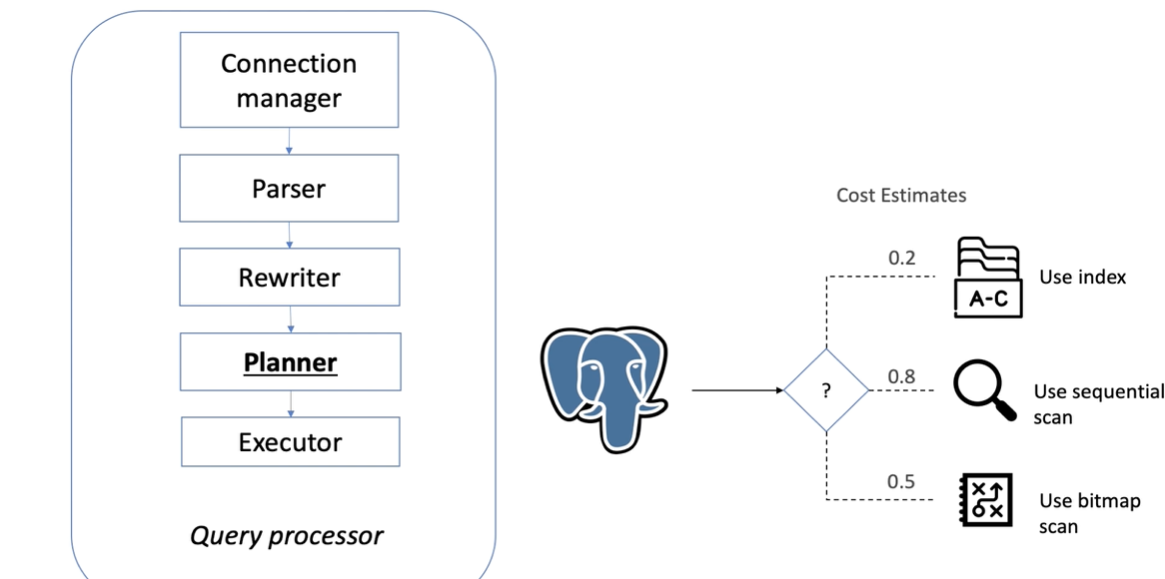 Connection
manager
Parser
Rewriter
Planner
Executor
Query processor
Cost Estimates
0.2
A-C
Use index
?
0.8
Use sequential
scan
0.5
Use bitmap
scan